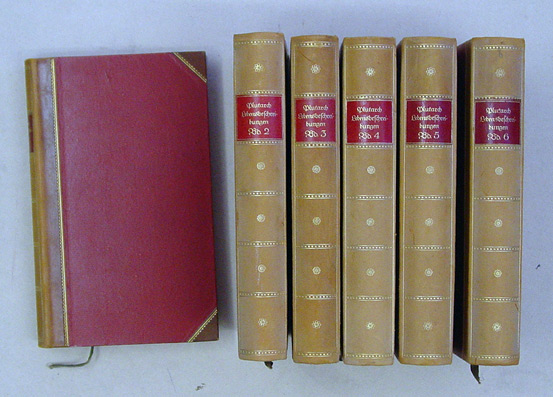 Plutarch
Lebensbeschrei-
bungen
Bd 2
Plutarch
Lebensbeschrei-
bungen
Bd 3
Plutarch
Lebensbeschrei-
bungen
Bd 4
Plutarch
Lebensbeschrei-
bungen
Bd 5
Plutarch
Lebensbeschrei-
bungen
Bd 6